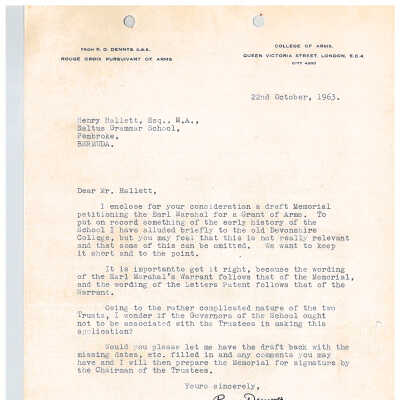 FROM R. O. DENNYS, O.B.E.
ROUGE CROIX PURSUIVANT OF ARMS
COLLEGE OF ARMS,
QUEEN VICTORIA STREET, LONDON, E.C.4
CITY 4300
22nd October, 1963.
Henry Hallett, Esq., M.A.,
Saltus Grammar School,
Pembroke,
BERMUDA.
Dear Mr. Hallett,
I enclose for your consideration a draft Memorial
petitioning the Earl Marshal for a Grant of Arms. To
put on record something of the early history of the
School I have alluded briefly to the old Devonshire
College, but you may feel that this is not really relevant
and that some of this can be omitted. We want to keep
it short and to the point.
It is importantto get it right, because the wording
of the Earl Marshal's Warrant follows that of the Memorial,
and the wording of the Letters Patent follows that of the
Warrant.
Owing to the rather complicated nature of the two
Trusts, I wonder if the Governors of the School ought
not to be associated with the Trustees in making this
application?
Would you please let me have the draft back with the
missing dates, etc. filled in and any comments you may
have and I will then prepare the Memorial for signature by
the Chairman of the Trustees.
Yours sincerely,
Dennys